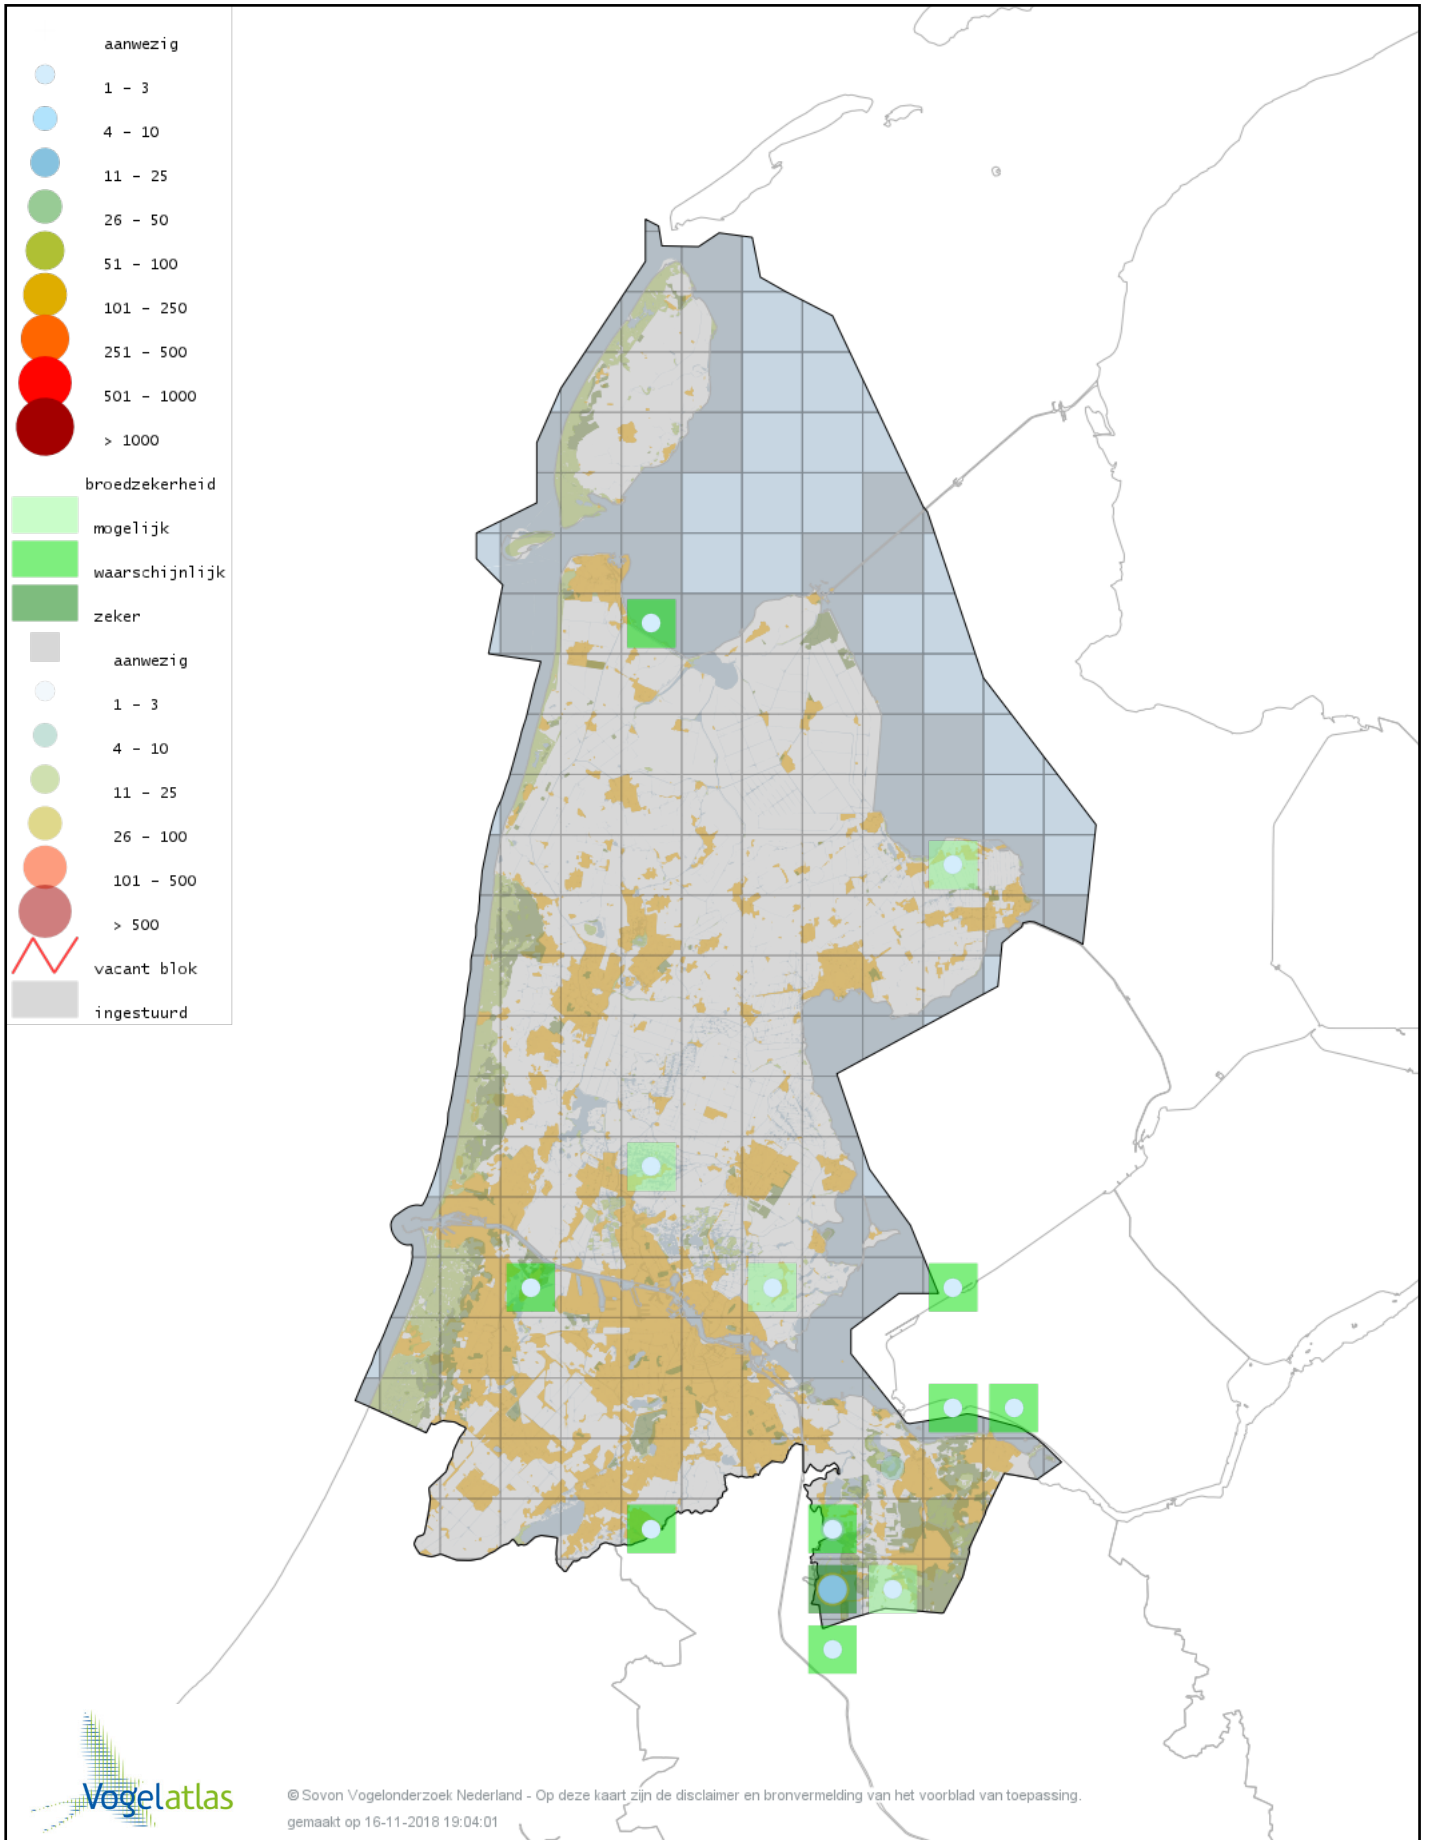 aanwezig
1 - 3
4 - 10
11 - 25
26 - 50
51 - 100
101 - 250
251 - 500
501 - 1000
> 1000
broedzekerheid
mogelijk
waarschijnlijk
zeker
aanwezig
1 - 3
4 - 10
11 - 25
26 - 100
101 - 500
> 500
vacant blok
ingestuurd
Vogelatlas
© Sovon Vogelonderzoek Nederland - Op deze kaart zijn de disclaimer en bronvermelding van het voorblad van toepassing.
gemaakt op 16-11-2018 19:04:01